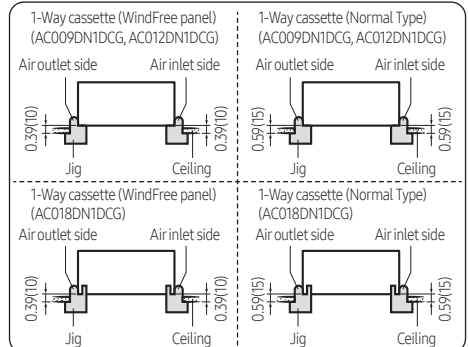 1-Way cassette (WindFree panel)
(AC009DN1DCG, AC012DN1DCG)
Air outlet side
Air inlet side
0.39(10)
0.39(10)
Jig
Ceiling
1-Way cassette (Normal Type)
(AC009DN1DCG, AC012DN1DCG)
Air outlet side
Air inlet side
0.59(15)
0.59(15)
Jig
Ceiling
1-Way cassette (WindFree panel)
(AC018DN1DCG)
Air outlet side
Air inlet side
0.39(10)
0.39(10)
Jig
Ceiling
1-Way cassette (Normal Type)
(AC018DN1DCG)
Air outlet side
Air inlet side
0.59(15)
0.59(15)
Jig
Ceiling